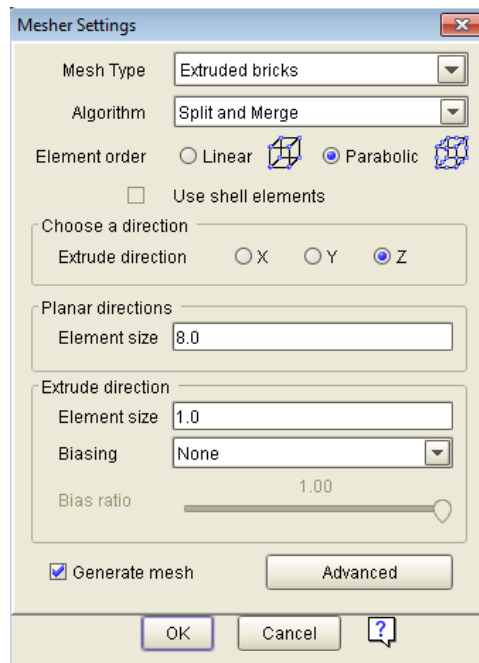 Mesher Settings
Mesh Type Extruded bricks
Algorithm Split and Merge
Element order Linear Parabolic
Use shell elements
Choose a direction
Extrude direction X Y Z
Planar directions
Element size 8.0
Extrude direction
Element size 1.0
Biasing None
1.00
Bias ratio
Generate mesh Advanced
OK Cancel ?